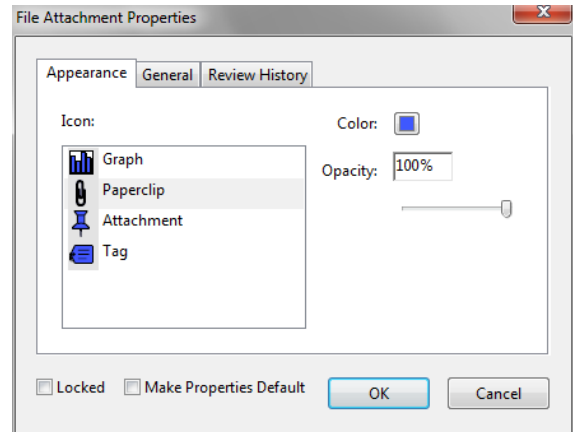 File Attachment Properties
Appearance General Review History
Icon:
Color:
Graph
Opacity: 100%
Paperclip
Attachment
Tag
Locked Make Properties Default OK Cancel